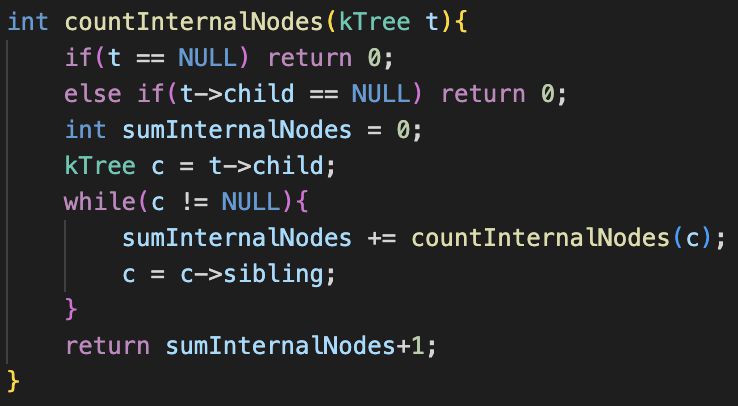 int countInternalNodes(kTree t){
    if(t == NULL) return 0;
    else if(t->child == NULL) return 0;
    int sumInternalNodes = 0;
    kTree c = t->child;
    while(c != NULL){
        sumInternalNodes += countInternalNodes(c);
        c = c->sibling;
    }
    return sumInternalNodes+1;
}